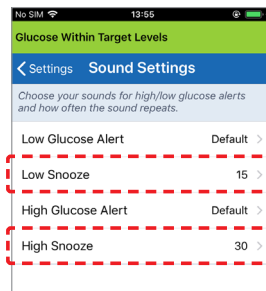 No SIM 13:55
Glucose Within Target Levels
Settings Sound Settings
Choose your sounds for high/low glucose alerts
and how often the sound repeats.
Low Glucose Alert Default
Low Snooze 15
High Glucose Alert Default
High Snooze 30